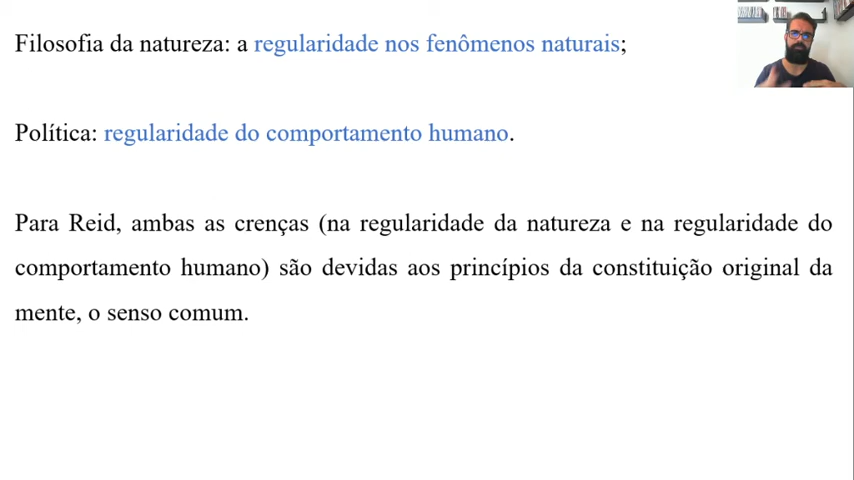 Filosofia da natureza: a regularidade nos fenômenos naturais;
Política: regularidade do comportamento humano.
Para Reid, ambas as crenças (na regularidade da natureza e na regularidade do
comportamento humano) são devidas aos princípios da constituição original da
mente, o senso comum.